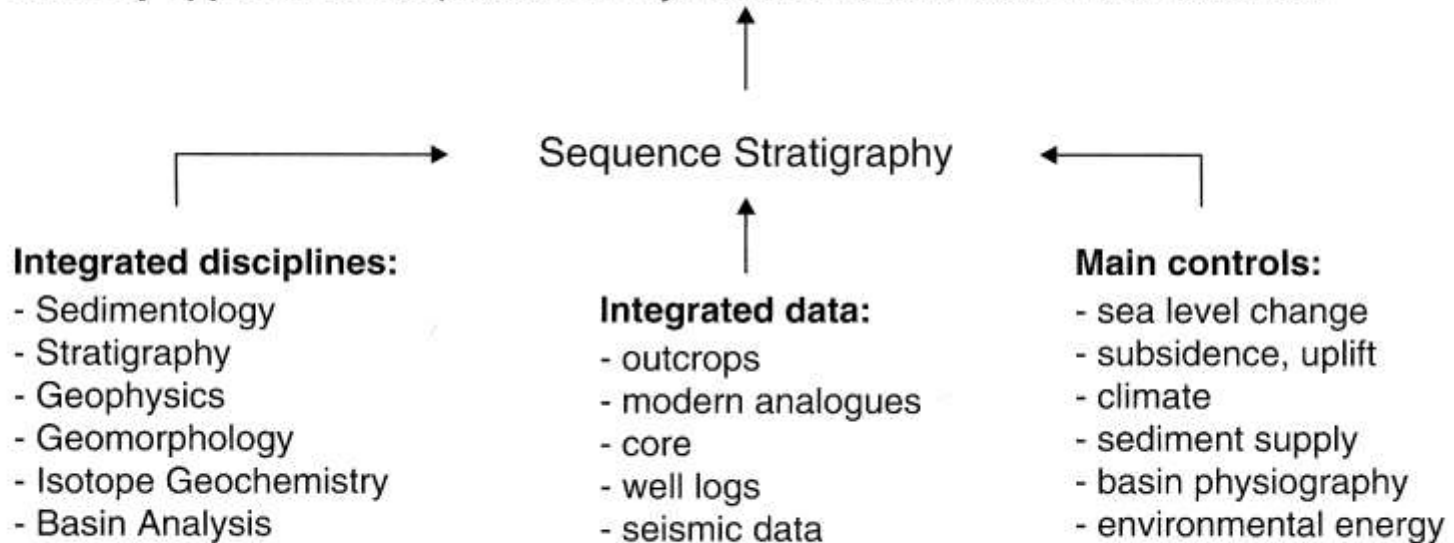 Sequence Stratigraphy
Integrated disciplines:
- Sedimentology
- Stratigraphy
- Geophysics
- Geomorphology
- Isotope Geochemistry
- Basin Analysis
Integrated data:
- outcrops
- modern analogues
- core
- well logs
- seismic data
Main controls:
- sea level change
- subsidence, uplift
- climate
- sediment supply
- basin physiography
- environmental energy